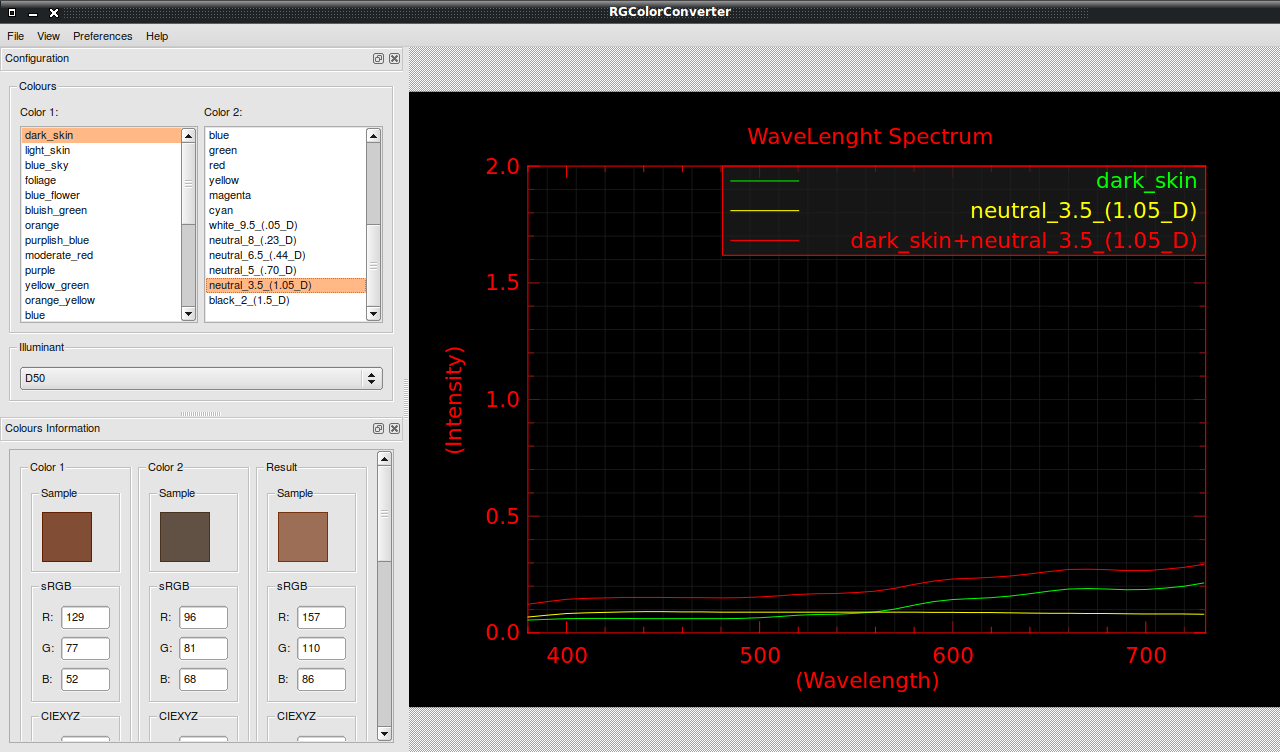 RGColorConverter
File View Preferences Help
Configuration
Colours
Color 1:
dark_skin
light_skin
blue_sky
foliage
blue_flower
bluish_green
orange
purplish_blue
moderate_red
purple
yellow_green
orange_yellow
blue
Color 2:
blue
green
red
yellow
magenta
cyan
white_9.5_(.05_D)
neutral_8_(.23_D)
neutral_6.5_(.44_D)
neutral_5_(.70_D)
neutral_3.5_(1.05_D)
black_2_(1.5_D)
Illuminant
D50
Colours Information
Color 1
Sample
sRGB
R: 129
G: 77
B: 52
CIEXYZ
Color 2
Sample
sRGB
R: 96
G: 81
B: 68
CIEXYZ
Result
Sample
sRGB
R: 157
G: 110
B: 86
CIEXYZ
WaveLenght Spectrum
dark_skin
neutral_3.5_(1.05_D)
dark_skin+neutral_3.5_(1.05_D)
(Intensity)
2.0
1.5
1.0
0.5
0.0
400 500 600 700
(Wavelength)